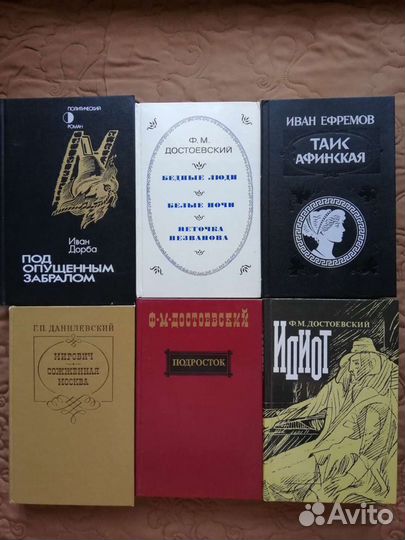 ПОЛИТИЧЕСКИЙ
РОМАН
Иван
Дорба
ПОД
ОПУЩЕННЫМ
ЗАБРАЛОМ
Ф. М.
ДОСТОЕВСКИЙ
БЕДНЫЕ ЛЮДИ
БЕЛЫЕ НОЧИ
НЕТОЧКА
НЕЗВАНОВА
ИВАН ЕФРЕМОВ
ТАИС
АФИНСКАЯ
Г.П. ДАНИЛЕВСКИЙ
МИРОВИЧ
СОЖЖЕННАЯ
МОСКВА
Ф·М·ДОСТОЕВСКИЙ
ПОДРОСТОК
Ф.М.ДОСТОЕВСКИЙ
ИДИОТ
Avito